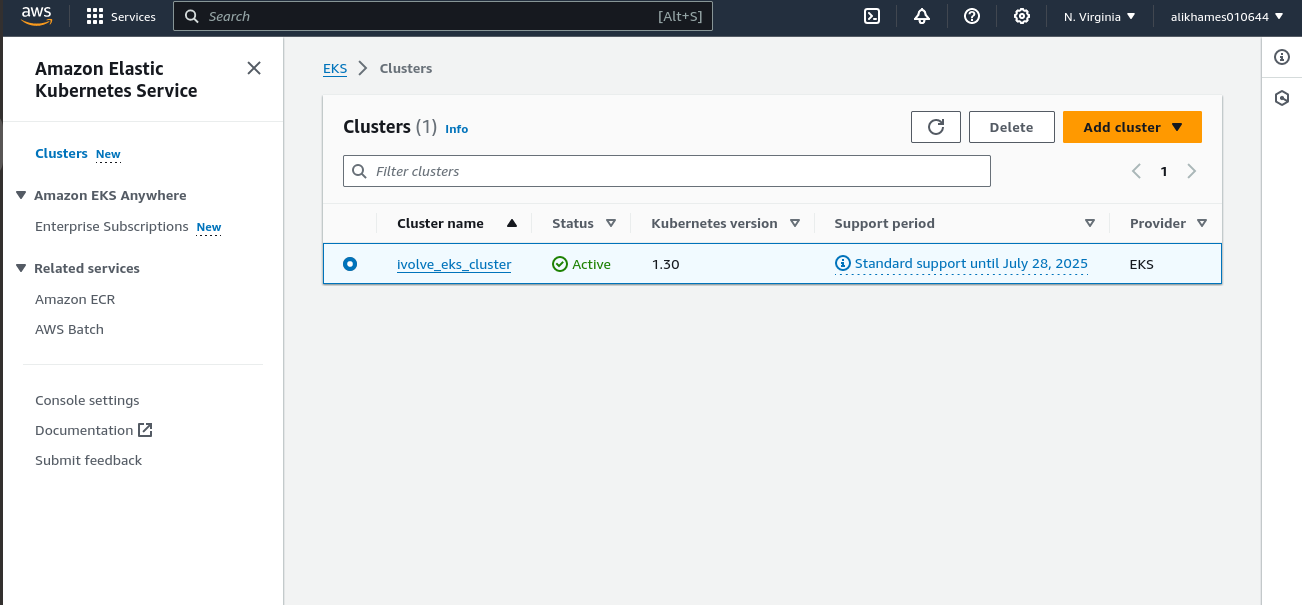 aws Services Search [Alt+S] N. Virginia alikhames010644
Amazon Elastic
Kubernetes Service
Clusters New
Amazon EKS Anywhere
Enterprise Subscriptions New
Related services
Amazon ECR
AWS Batch
Console settings
Documentation
Submit feedback
EKS Clusters
Clusters (1) Info Delete Add cluster
Filter clusters 1
Cluster name Status Kubernetes version Support period Provider
ivolve_eks_cluster Active 1.30 Standard support until July 28, 2025 EKS